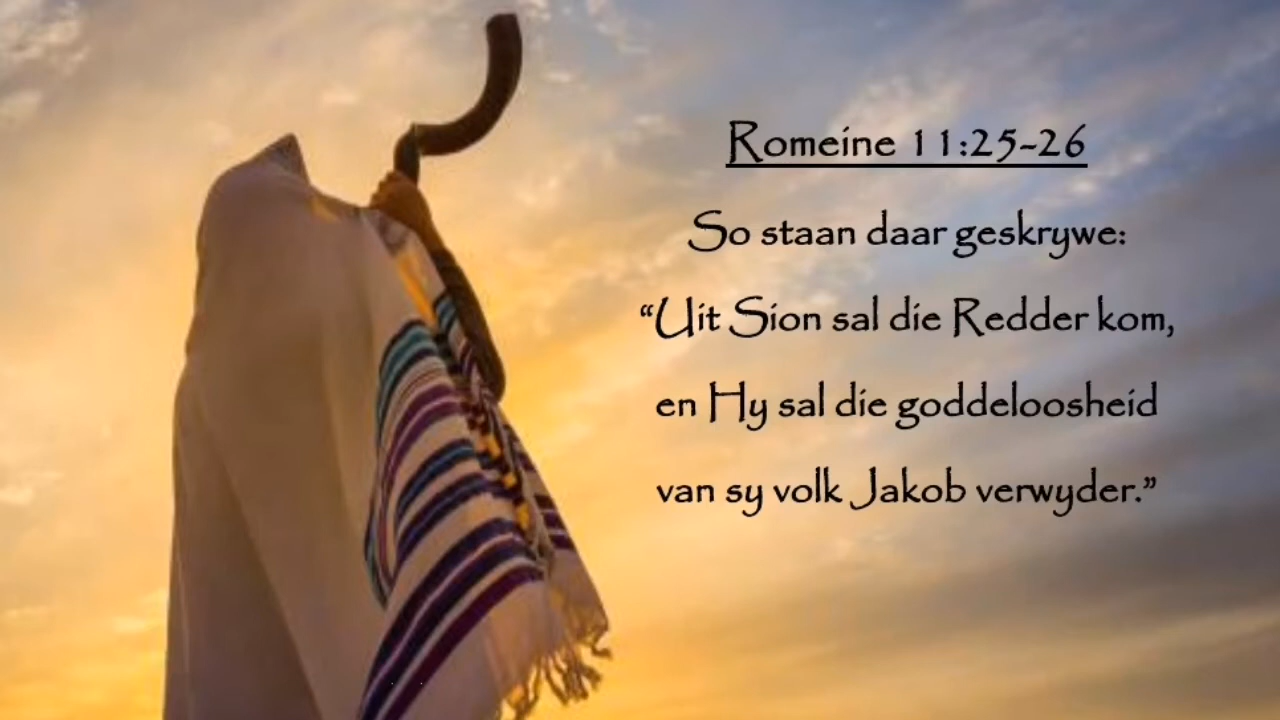 Romeine 11:25-26
So staan daar geskrywe:
“Uit Sion sal die Redder kom,
en Hy sal die goddeloosheid
van sy volk Jakob verwyder.”